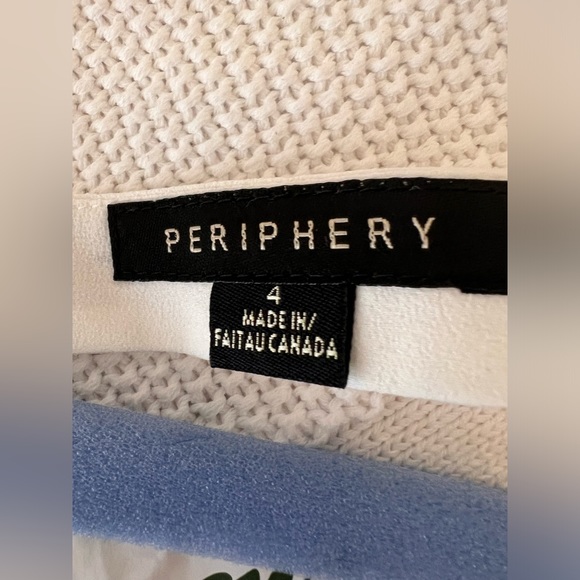 PERIPHERY
4
MADE IN/
FAIT AU CANADA